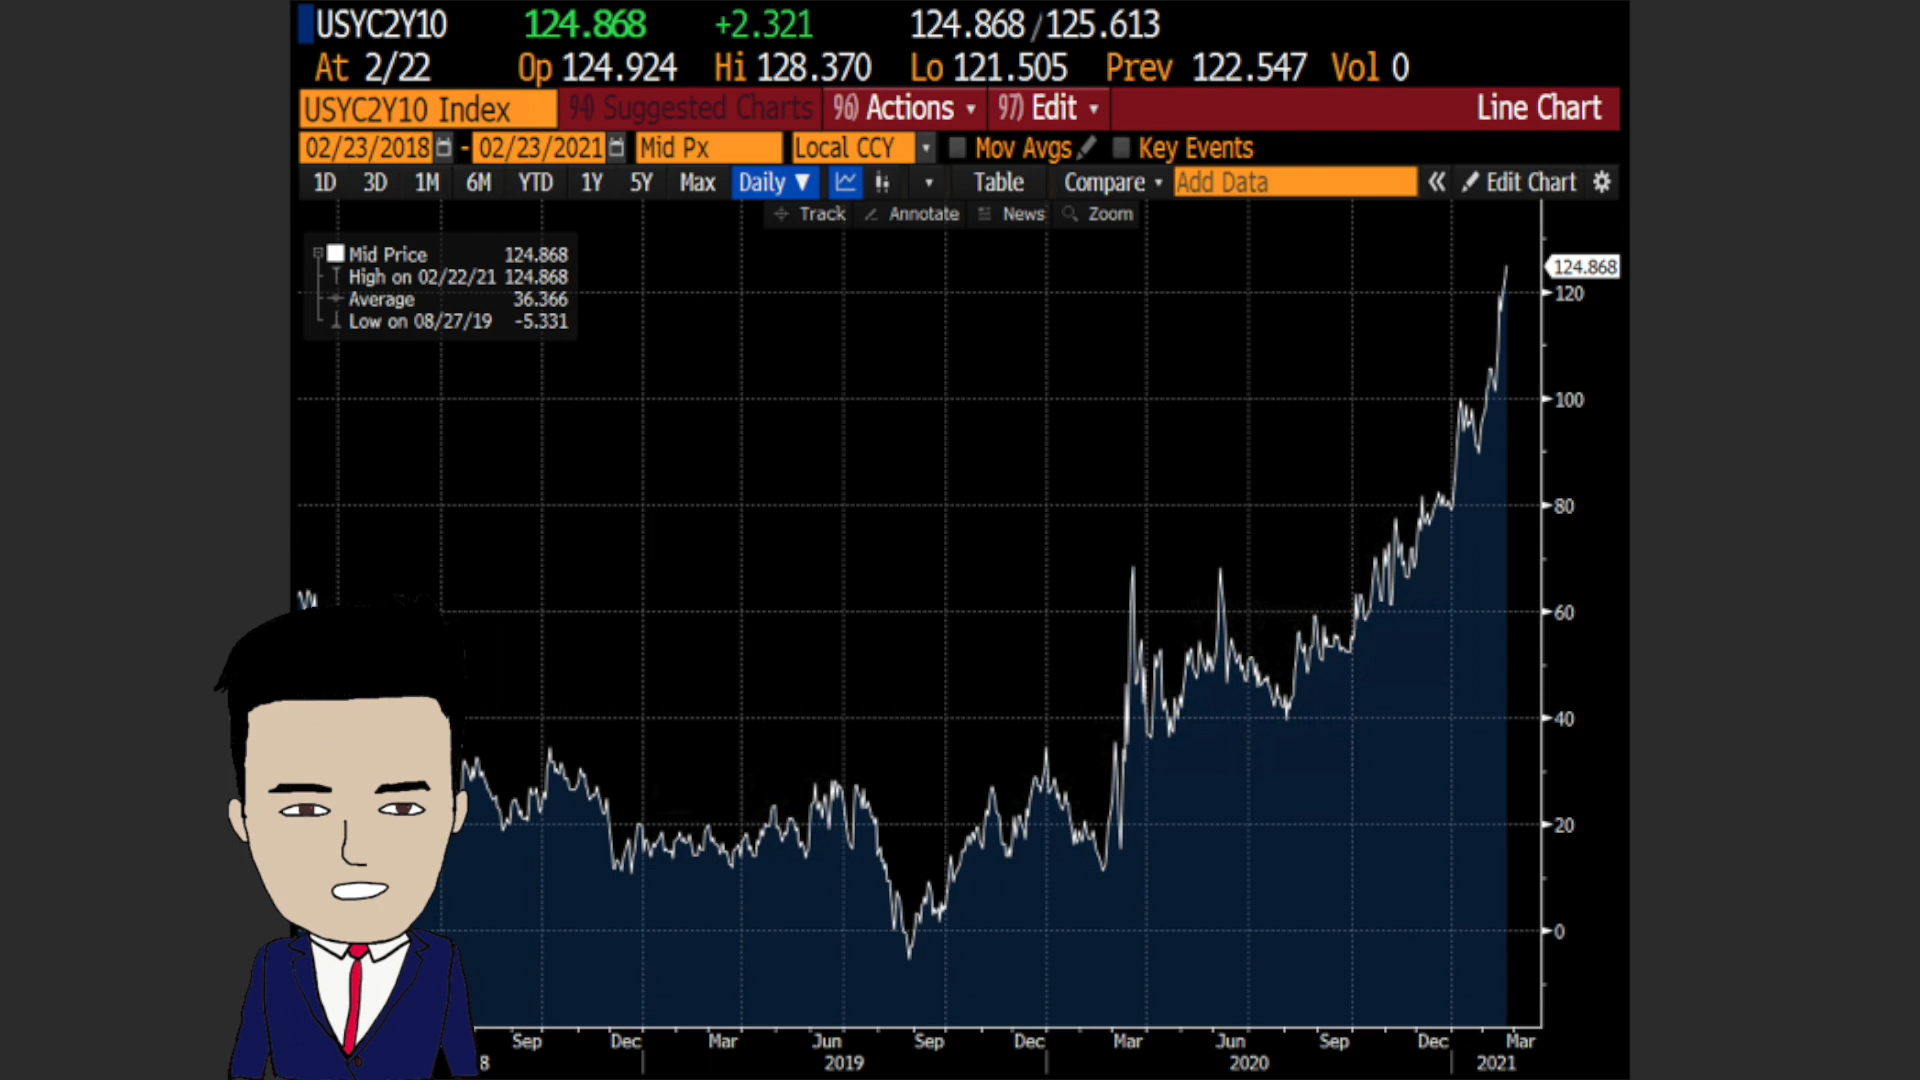 USYC2Y10 124.868 +2.321 124.868/125.613
At 2/22 Op 124.924 Hi 128.370 Lo 121.505 Prev 122.547 Vol 0
USYC2Y10 Index 94) Suggested Charts 96) Actions 97) Edit Line Chart
02/23/2018 - 02/23/2021 Mid Px Local CCY Mov Avgs Key Events
1D 3D 1M 6M YTD 1Y 5Y Max Daily Table Compare Add Data « Edit Chart
Track Annotate News Zoom
Mid Price 124.868
High on 02/22/21 124.868
Average 36.366
Low on 08/27/19 -5.331
124.868
120
100
80
60
40
20
0
Sep Dec Mar Jun Sep Dec Mar Jun Sep Dec Mar
8 2019 2020 2021